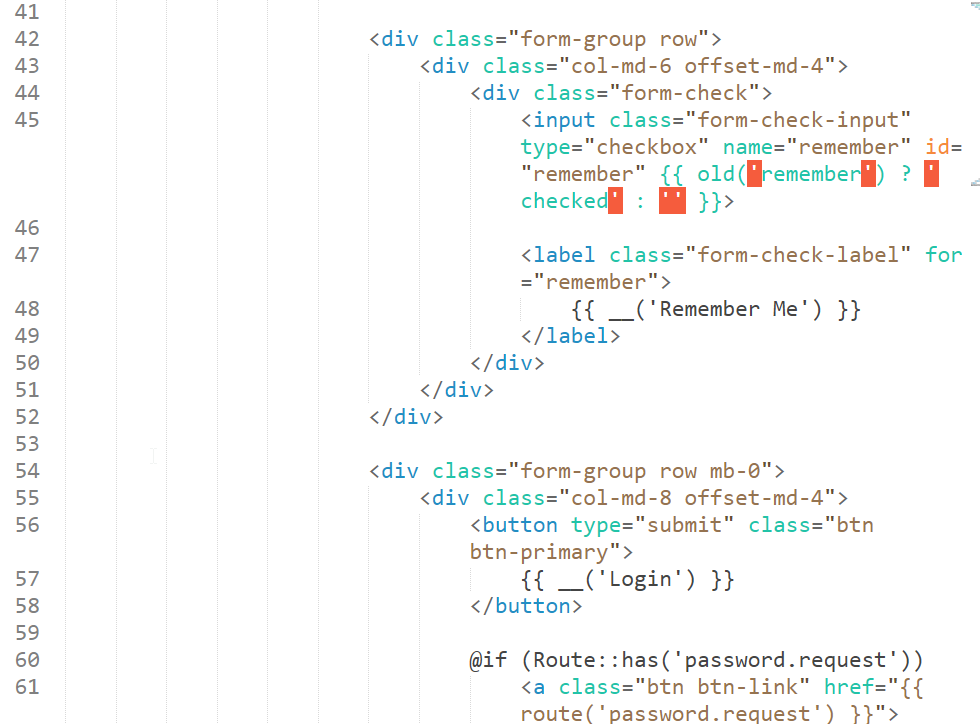 41
42 <div class="form-group row">
43 <div class="col-md-6 offset-md-4">
44 <div class="form-check">
45 <input class="form-check-input"
type="checkbox" name="remember" id=
"remember" {{ old('remember') ? '
checked' : '' }}>
46
47 <label class="form-check-label" for
="remember">
48 {{ __('Remember Me') }}
49 </label>
50 </div>
51 </div>
52 </div>
53
54 <div class="form-group row mb-0">
55 <div class="col-md-8 offset-md-4">
56 <button type="submit" class="btn
btn-primary">
57 {{ __('Login') }}
58 </button>
59
60 @if (Route::has('password.request'))
61 <a class="btn btn-link" href="{{
route('password.request') }}">